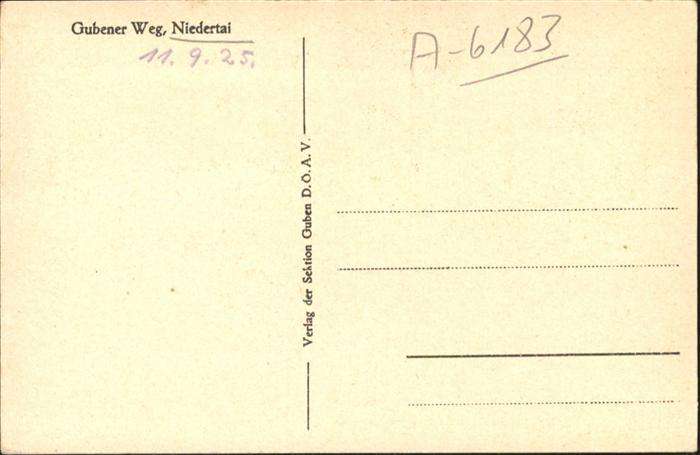 Gubener Weg, Niedertai
11. 9. 25.
A-6183
Verlag der Sektion Guben D.Ö.A.V.